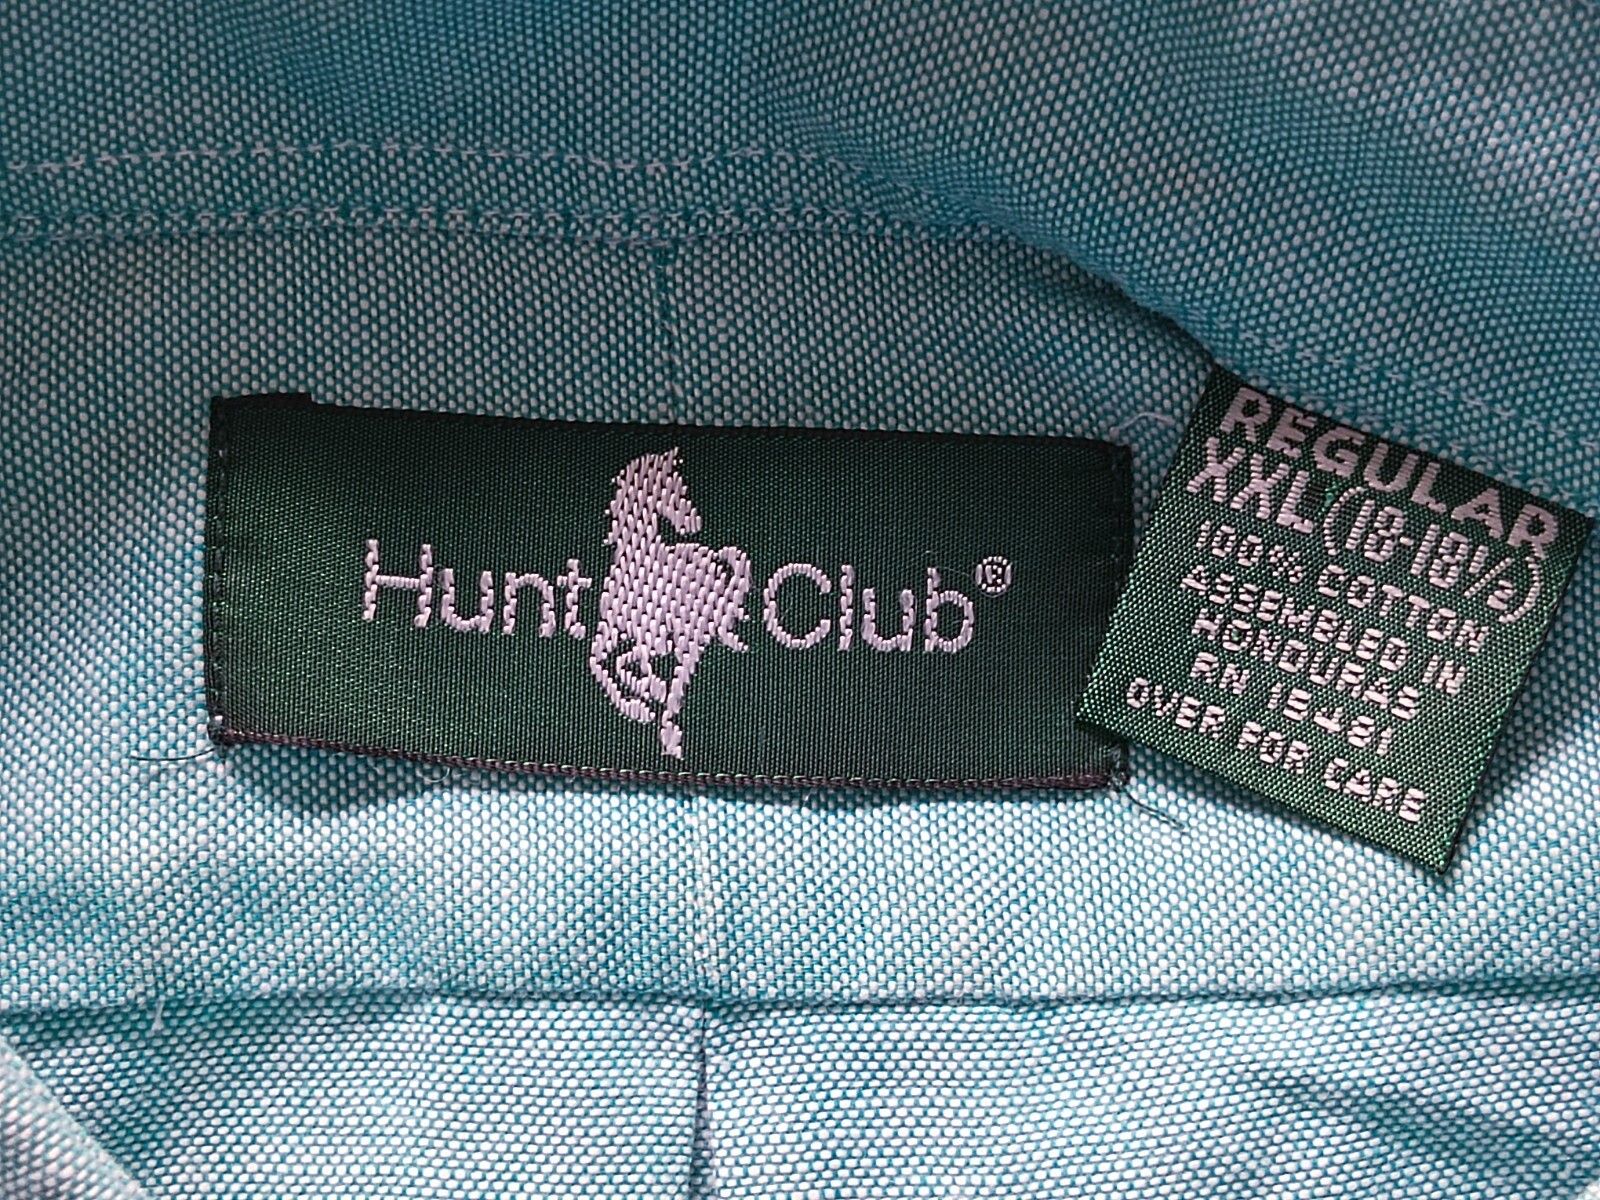 Hunt Club®
REGULAR
XXL (18-18½)
100% COTTON
ASSEMBLED IN
HONDURAS
RN 15481
OVER FOR CARE